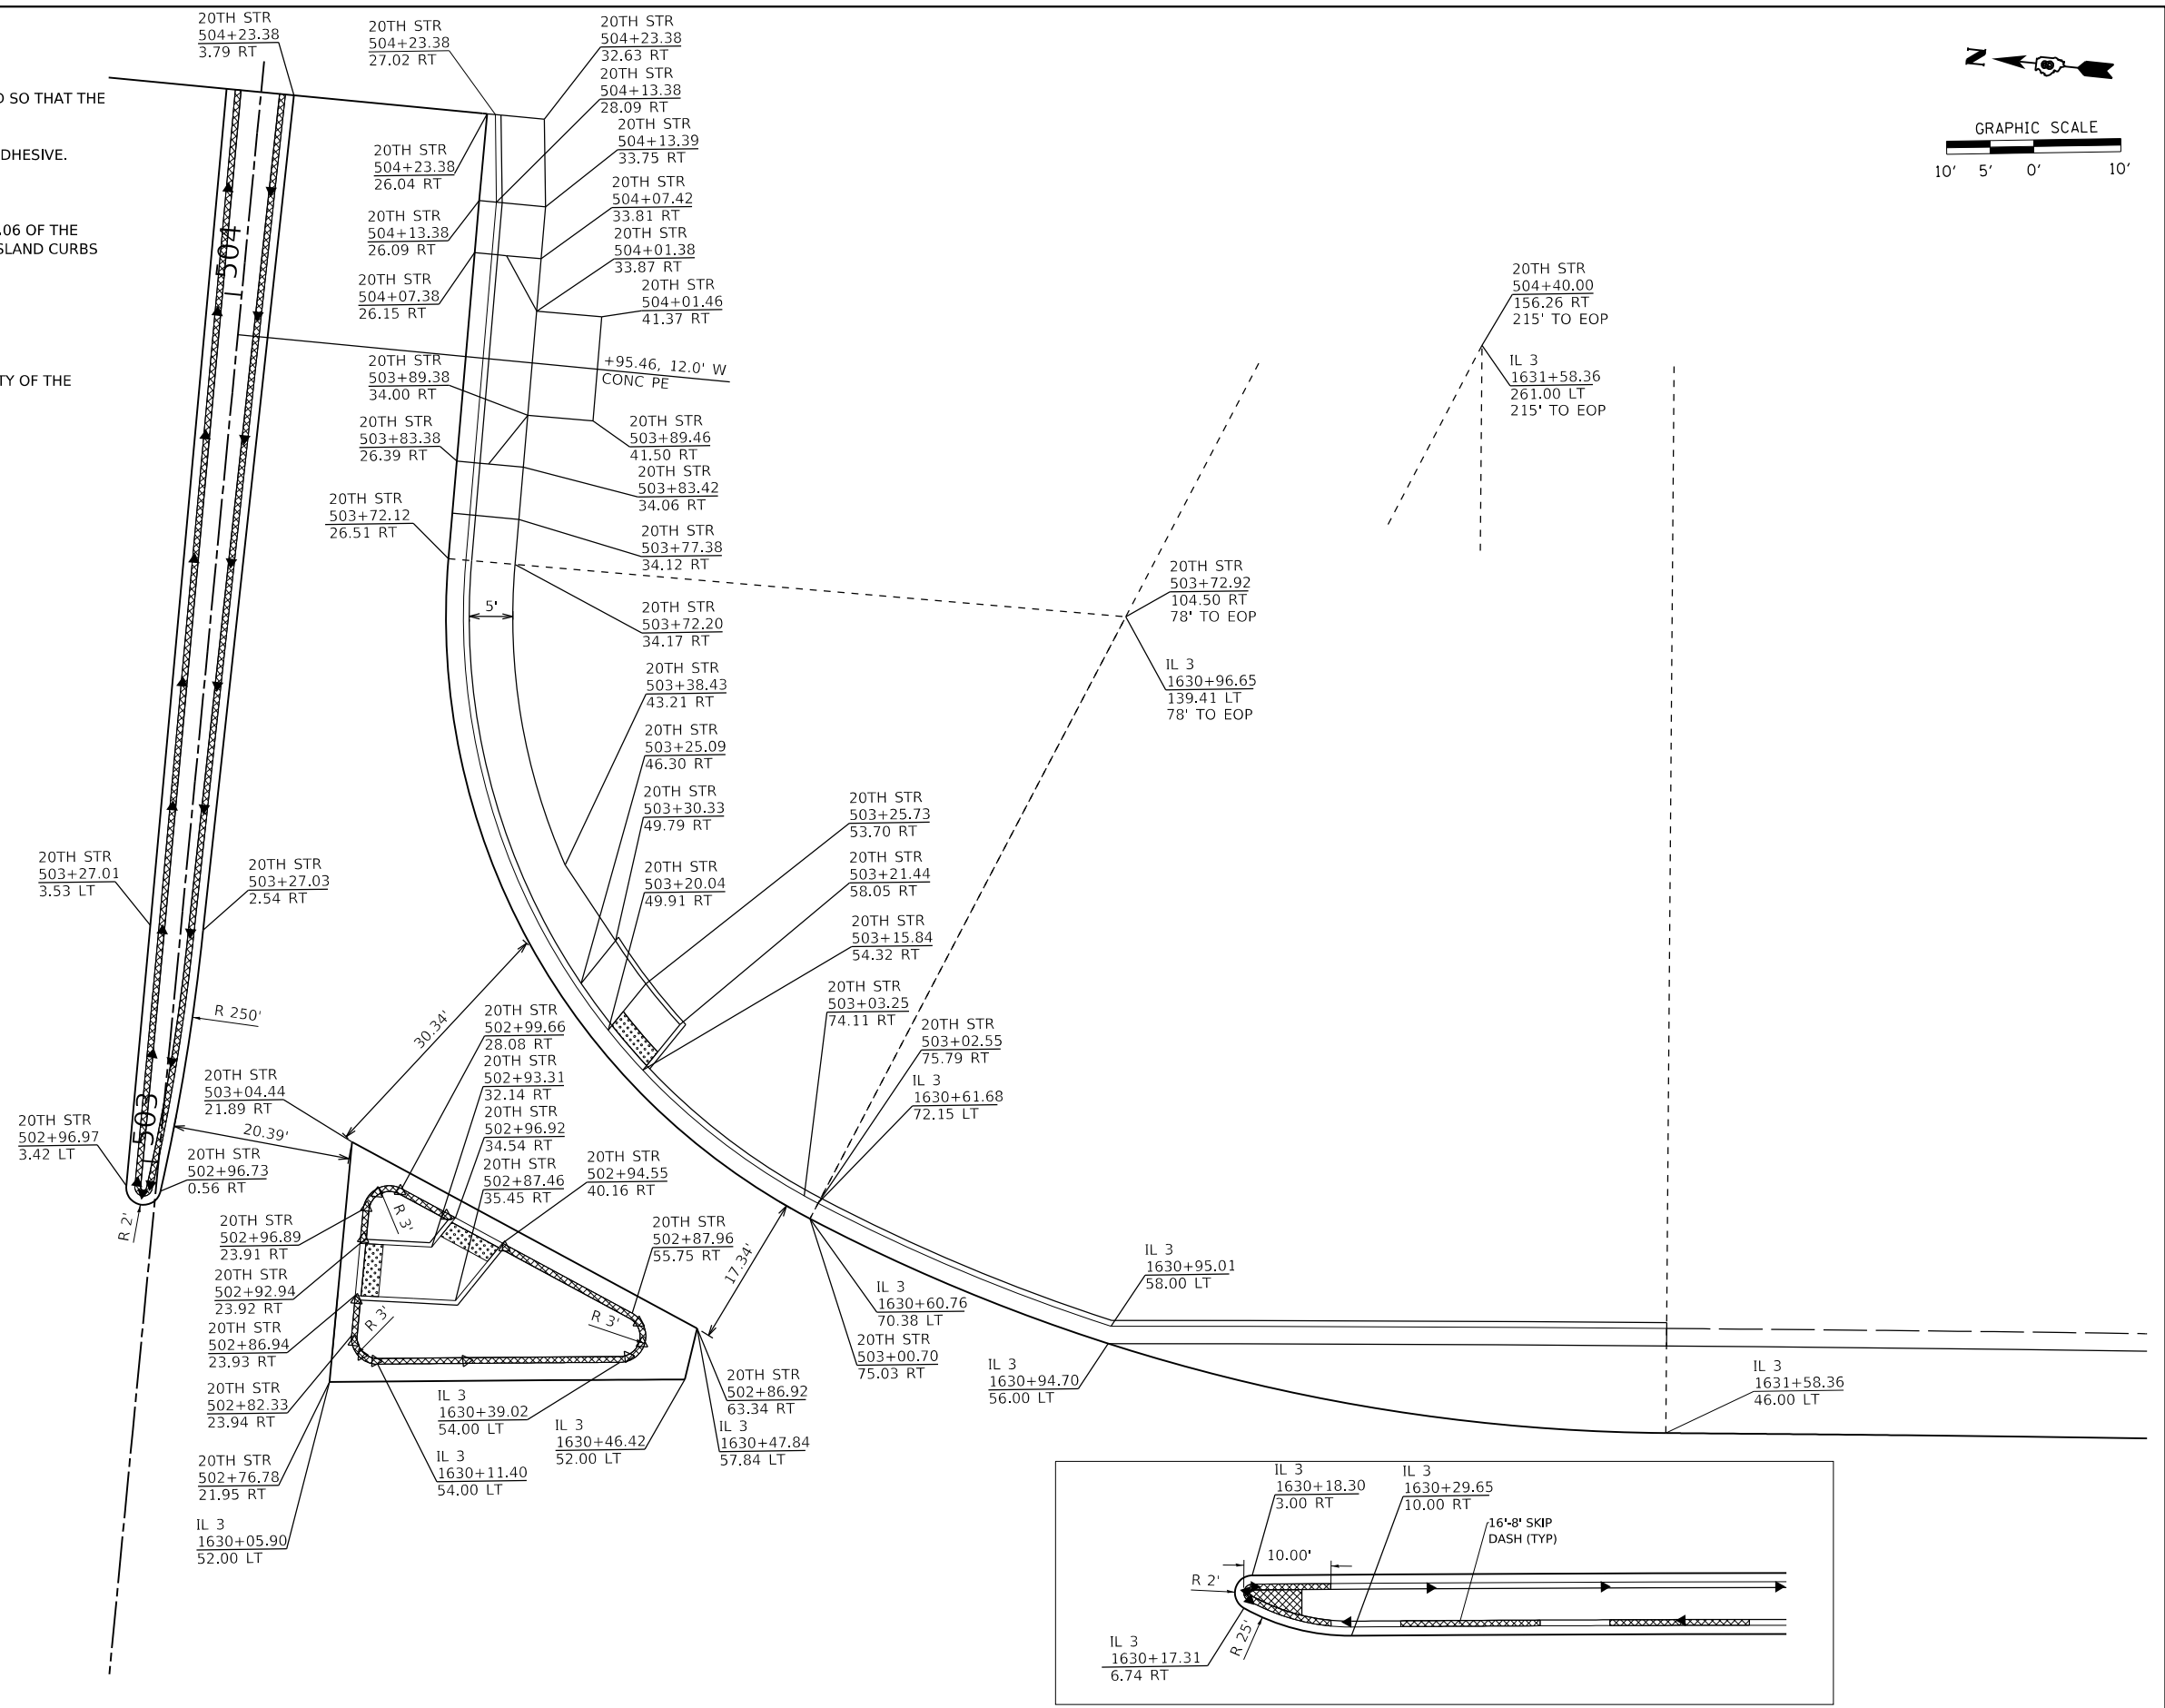 20TH STR
504+23.38
3.79 RT
20TH STR
504+23.38
27.02 RT
20TH STR
504+23.38
32.63 RT
20TH STR
504+13.38
28.09 RT
20TH STR
504+13.39
33.75 RT
20TH STR
504+07.42
33.81 RT
20TH STR
504+01.38
33.87 RT
20TH STR
504+01.46
41.37 RT
N
GRAPHIC SCALE
10' 5' 0' 10'
SO THAT THE
DHESIVE.
.06 OF THE
SLAND CURBS
TY OF THE
20TH STR
504+23.38
26.04 RT
20TH STR
504+13.38
26.09 RT
20TH STR
504+07.38
26.15 RT
504
+95.46, 12.0' W
CONC PE
20TH STR
503+89.38
34.00 RT
20TH STR
503+83.38
26.39 RT
20TH STR
503+89.46
41.50 RT
20TH STR
503+83.42
34.06 RT
20TH STR
503+72.12
26.51 RT
20TH STR
503+77.38
34.12 RT
5'
20TH STR
503+72.20
34.17 RT
20TH STR
504+40.00
156.26 RT
215' TO EOP
IL 3
1631+58.36
261.00 LT
215' TO EOP
20TH STR
503+72.92
104.50 RT
78' TO EOP
IL 3
1630+96.65
139.41 LT
78' TO EOP
20TH STR
503+38.43
43.21 RT
20TH STR
503+25.09
46.30 RT
20TH STR
503+30.33
49.79 RT
20TH STR
503+20.04
49.91 RT
20TH STR
503+25.73
53.70 RT
20TH STR
503+21.44
58.05 RT
20TH STR
503+15.84
54.32 RT
20TH STR
503+03.25
74.11 RT
20TH STR
503+02.55
75.79 RT
IL 3
1630+61.68
72.15 LT
20TH STR
503+27.01
3.53 LT
20TH STR
503+27.03
2.54 RT
R 250'
30.34'
20TH STR
503+04.44
21.89 RT
20.39'
503
20TH STR
502+96.97
3.42 LT
20TH STR
502+96.73
0.56 RT
R 2'
20TH STR
502+99.66
28.08 RT
20TH STR
502+93.31
32.14 RT
20TH STR
502+96.92
34.54 RT
20TH STR
502+87.46
35.45 RT
20TH STR
502+94.55
40.16 RT
20TH STR
502+87.96
55.75 RT
17.34'
R 3'
R 3'
R 3'
20TH STR
502+96.89
23.91 RT
20TH STR
502+92.94
23.92 RT
20TH STR
502+86.94
23.93 RT
20TH STR
502+82.33
23.94 RT
20TH STR
502+76.78
21.95 RT
IL 3
1630+05.90
52.00 LT
IL 3
1630+39.02
54.00 LT
IL 3
1630+11.40
54.00 LT
IL 3
1630+46.42
52.00 LT
20TH STR
502+86.92
63.34 RT
IL 3
1630+47.84
57.84 LT
IL 3
1630+60.76
70.38 LT
20TH STR
503+00.70
75.03 RT
IL 3
1630+95.01
58.00 LT
IL 3
1630+94.70
56.00 LT
IL 3
1631+58.36
46.00 LT
IL 3
1630+18.30
3.00 RT
IL 3
1630+29.65
10.00 RT
16'-8' SKIP
DASH (TYP)
10.00'
R 2'
R 25'
IL 3
1630+17.31
6.74 RT